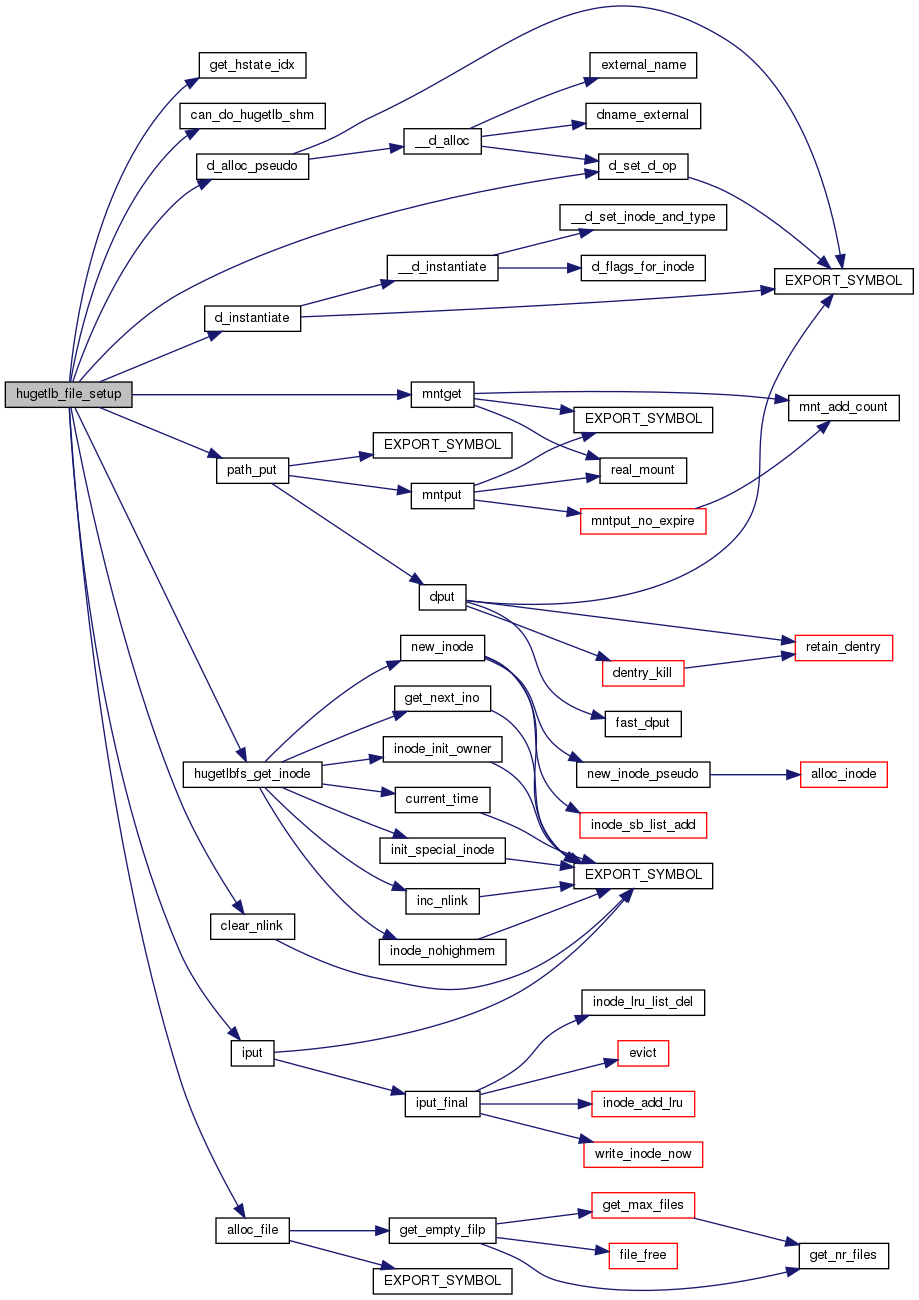 get_hstate_idx
external_name
can_do_hugetlb_shm
dname_external
__d_alloc
d_alloc_pseudo
d_set_d_op
__d_set_inode_and_type
__d_instantiate
d_flags_for_inode
EXPORT_SYMBOL
d_instantiate
hugetlb_file_setup
mntget
mnt_add_count
EXPORT_SYMBOL
EXPORT_SYMBOL
path_put
real_mount
mntput
mntput_no_expire
dput
new_inode
retain_dentry
dentry_kill
get_next_ino
fast_dput
inode_init_owner
hugetlbfs_get_inode
new_inode_pseudo
alloc_inode
current_time
inode_sb_list_add
init_special_inode
EXPORT_SYMBOL
inc_nlink
clear_nlink
inode_nohighmem
inode_lru_list_del
iput
evict
iput_final
inode_add_lru
write_inode_now
get_max_files
alloc_file
get_empty_filp
file_free
get_nr_files
EXPORT_SYMBOL